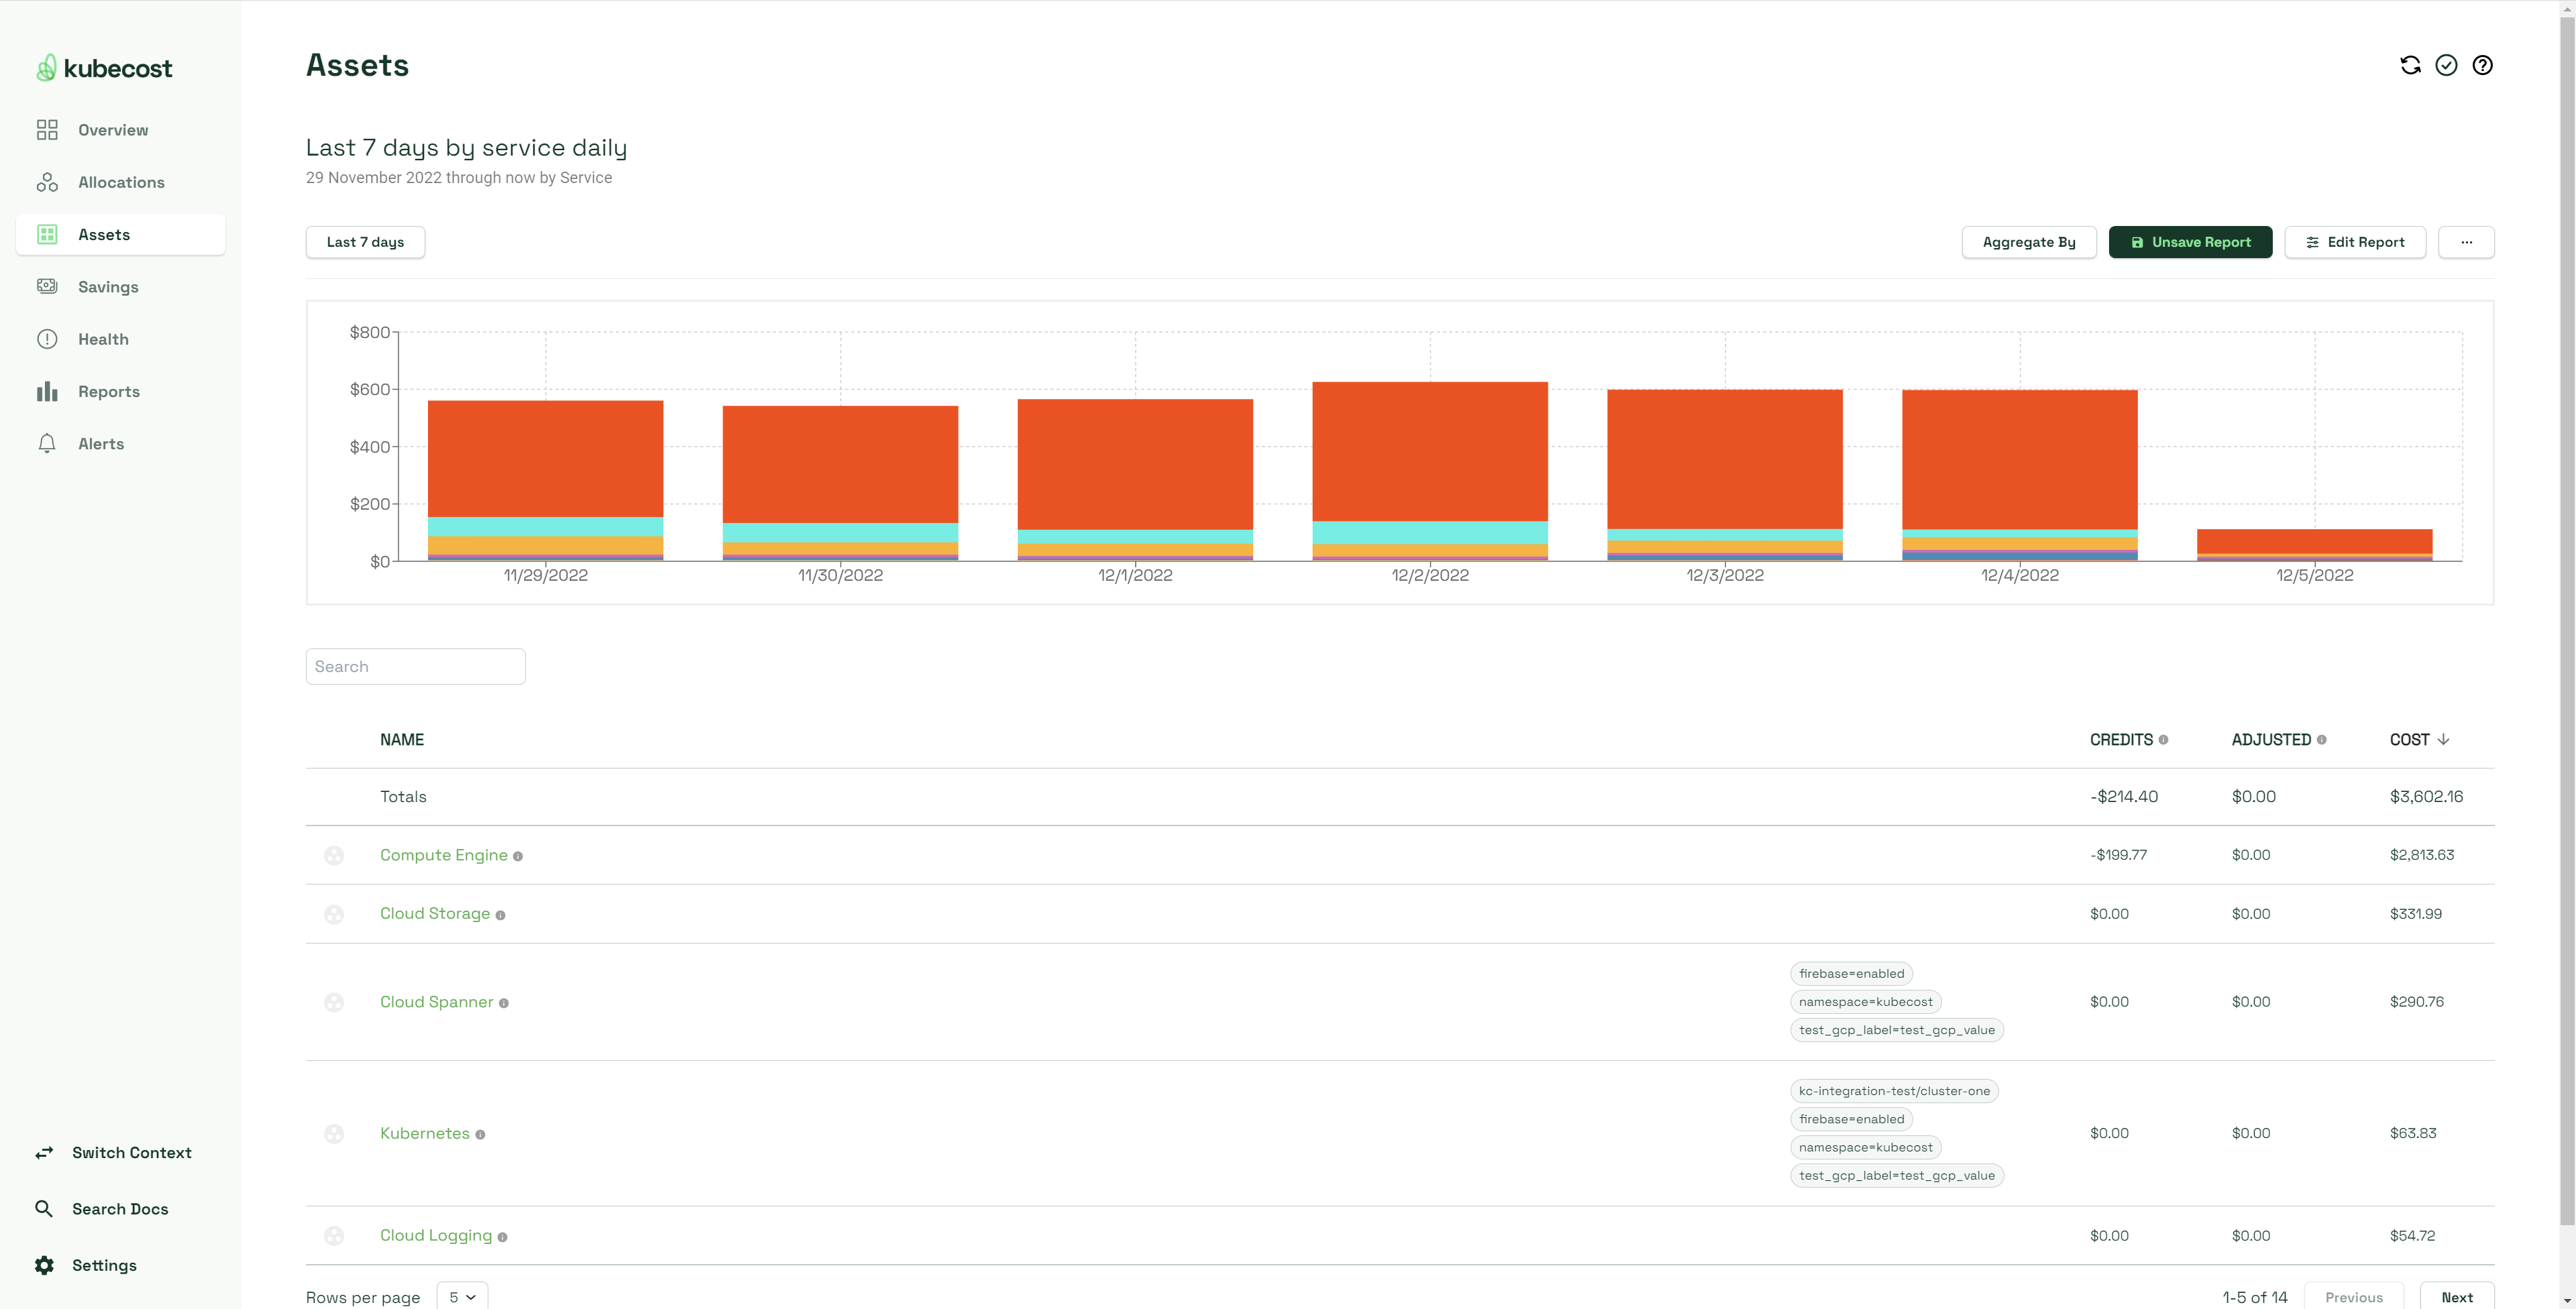 kubecost
Overview
Allocations
Assets
Savings
Health
Reports
Alerts
Switch Context
Search Docs
Settings
Assets
Last 7 days by service daily
29 November 2022 through now by Service
Last 7 days
Aggregate By
Unsave Report
Edit Report
...
$800
$600
$400
$200
$0
11/29/2022 11/30/2022 12/1/2022 12/2/2022 12/3/2022 12/4/2022 12/5/2022
Search
NAME CREDITS ADJUSTED COST
Totals -$214.40 $0.00 $3,602.16
Compute Engine -$199.77 $0.00 $2,813.63
Cloud Storage $0.00 $0.00 $331.99
firebase=enabled
Cloud Spanner namespace=kubecost $0.00 $0.00 $290.76
test_gcp_label=test_gcp_value
kc-integration-test/cluster-one
firebase=enabled
Kubernetes $0.00 $0.00 $63.83
namespace=kubecost
test_gcp_label=test_gcp_value
Cloud Logging $0.00 $0.00 $54.72
Rows per page 5 1-5 of 14 Previous Next